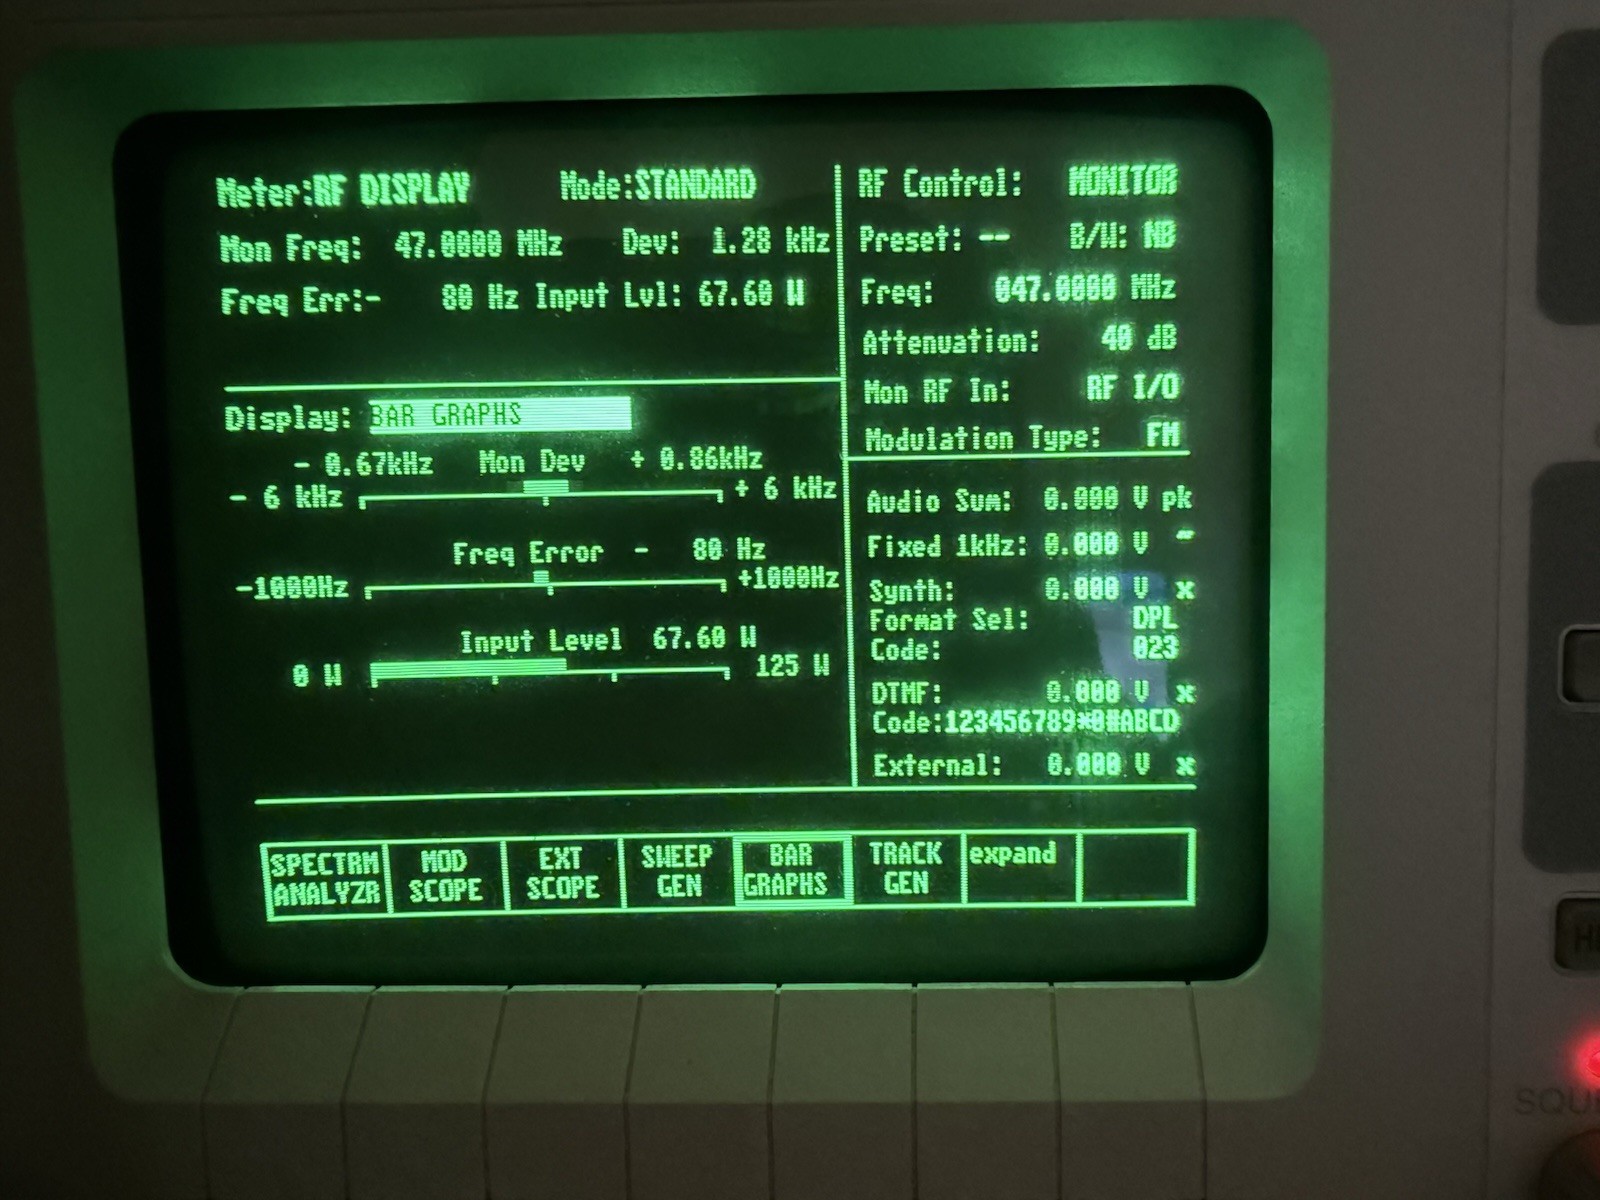 Meter:RF DISPLAY Mode:STANDARD
Mon Freq: 47.0000 MHz Dev: 1.28 kHz
Freq Err:- 80 Hz Input Lvl: 67.60 W
Display: BAR GRAPHS
- 0.67kHz Mon Dev + 0.86kHz
- 6 kHz + 6 kHz
Freq Error - 80 Hz
-1000Hz +1000Hz
Input Level 67.60 W
0 W 125 W
RF Control: MONITOR
Preset: -- B/W: NB
Freq: 047.0000 MHz
Attenuation: 40 dB
Mon RF In: RF I/O
Modulation Type: FM
Audio Sum: 0.000 V pk
Fixed 1kHz: 0.000 V ~
Synth: 0.000 V x
Format Sel: DPL
Code: 023
DTMF: 0.000 V x
Code:123456789*0#ABCD
External: 0.000 V x
SPECTRM ANALYZR
MOD SCOPE
EXT SCOPE
SWEEP GEN
BAR GRAPHS
TRACK GEN
expand